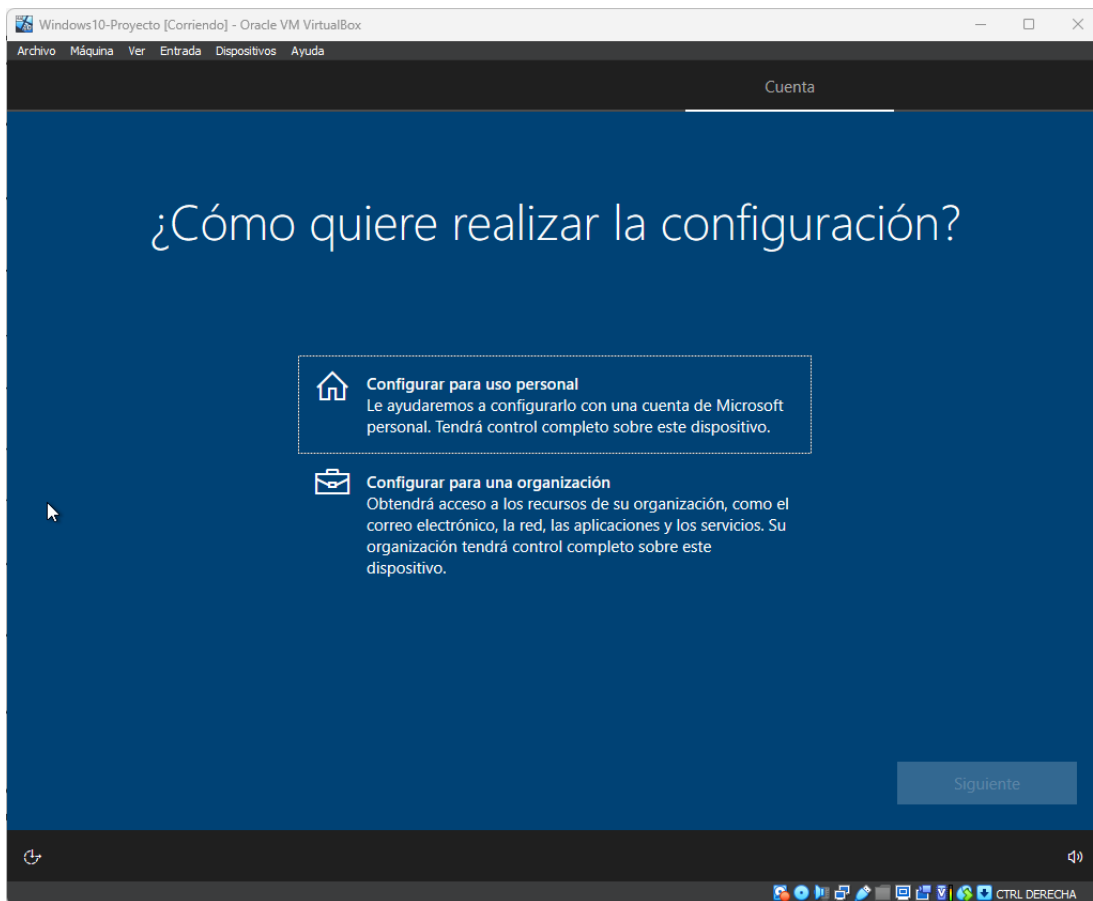 Windows10-Proyecto [Corriendo] - Oracle VM VirtualBox
Archivo Máquina Ver Entrada Dispositivos Ayuda
Cuenta
¿Cómo quiere realizar la configuración?
Configurar para uso personal
Le ayudaremos a configurarlo con una cuenta de Microsoft
personal. Tendrá control completo sobre este dispositivo.
Configurar para una organización
Obtendrá acceso a los recursos de su organización, como el
correo electrónico, la red, las aplicaciones y los servicios. Su
organización tendrá control completo sobre este
dispositivo.
Siguiente
CTRL DERECHA